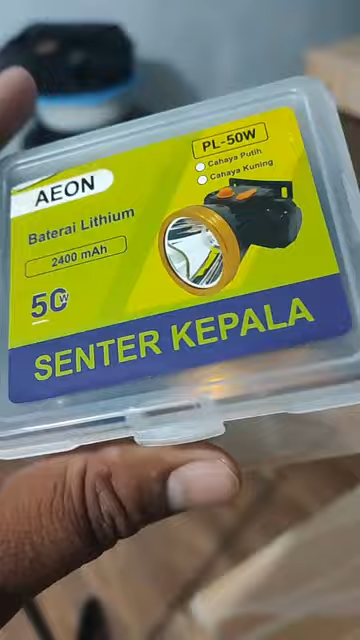 AEON
PL-50W
Cahaya Putih
Cahaya Kuning
Baterai Lithium
2400 mAh
50W
SENTER KEPALA